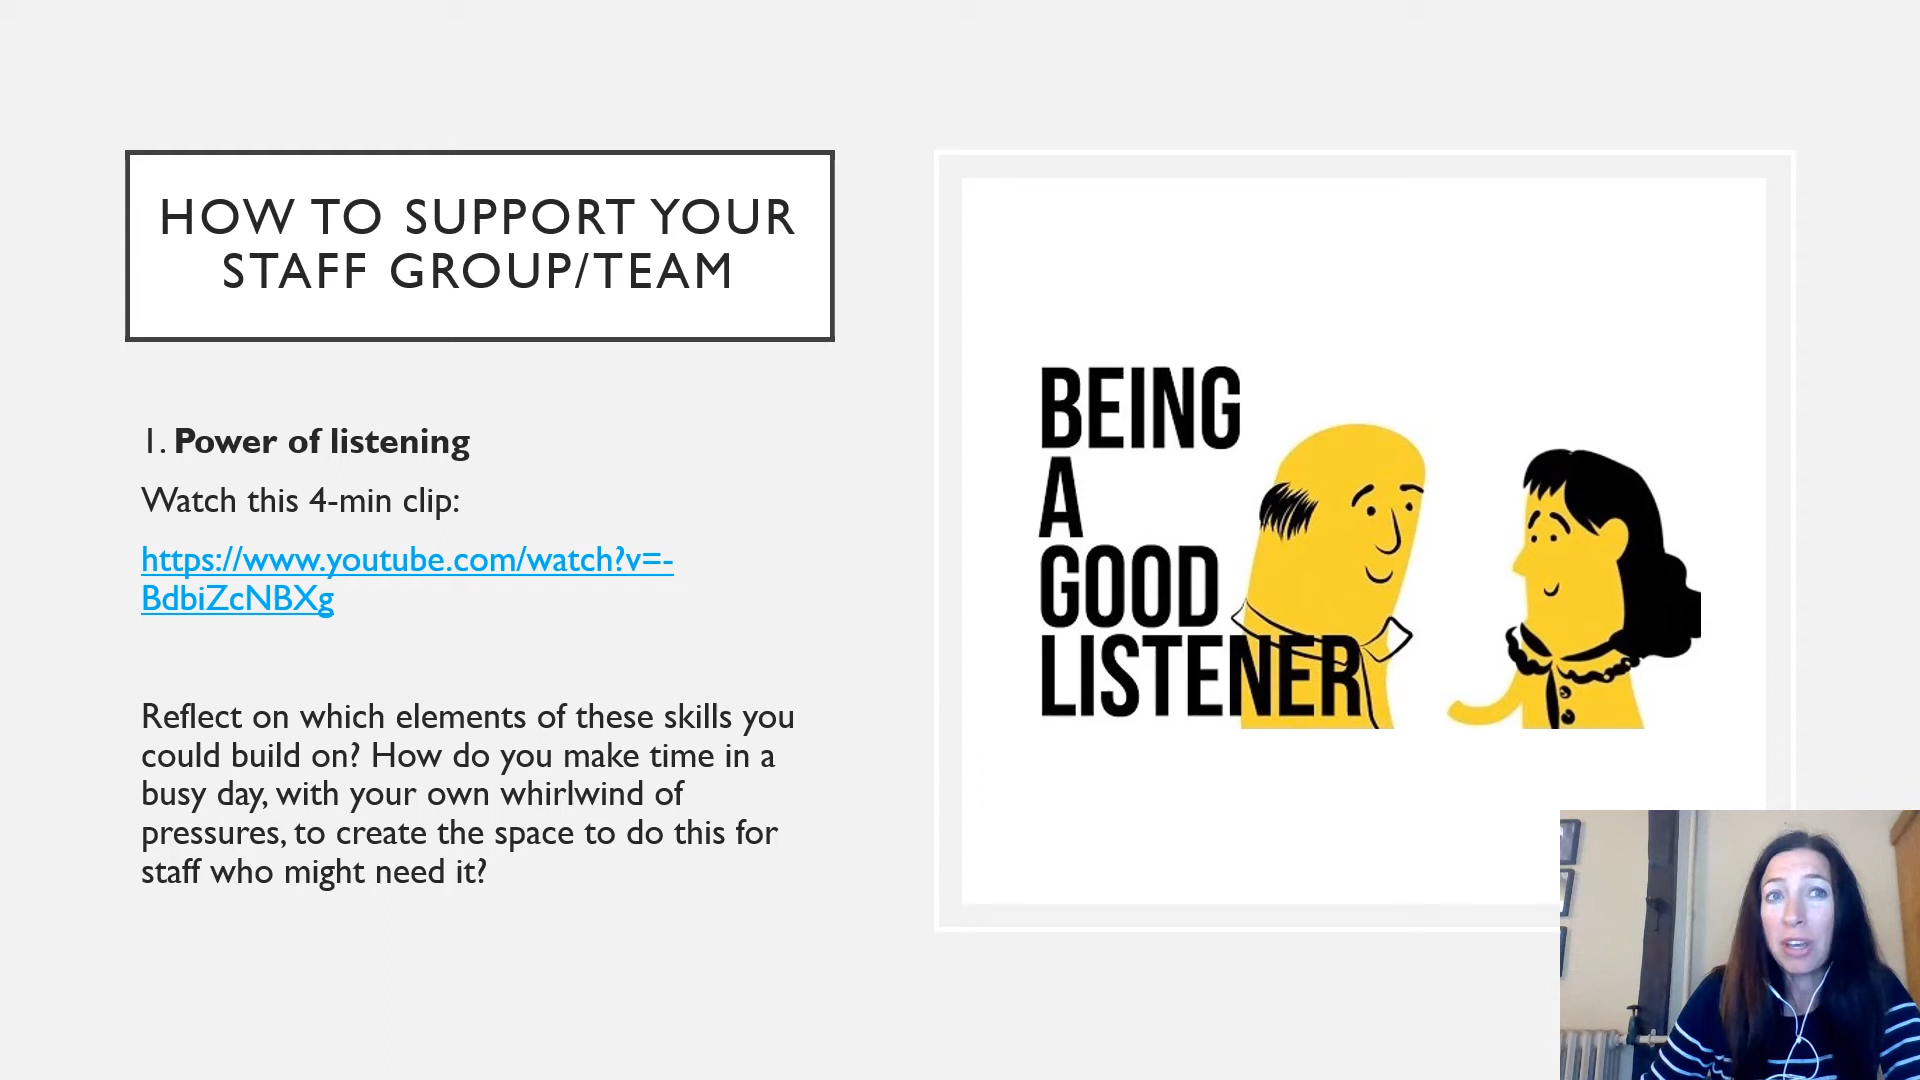 HOW TO SUPPORT YOUR
STAFF GROUP/TEAM
1. Power of listening
Watch this 4-min clip:
https://www.youtube.com/watch?v=-
BdbiZcNBXg
Reflect on which elements of these skills you
could build on? How do you make time in a
busy day, with your own whirlwind of
pressures, to create the space to do this for
staff who might need it?
BEING
A
GOOD
LISTENER